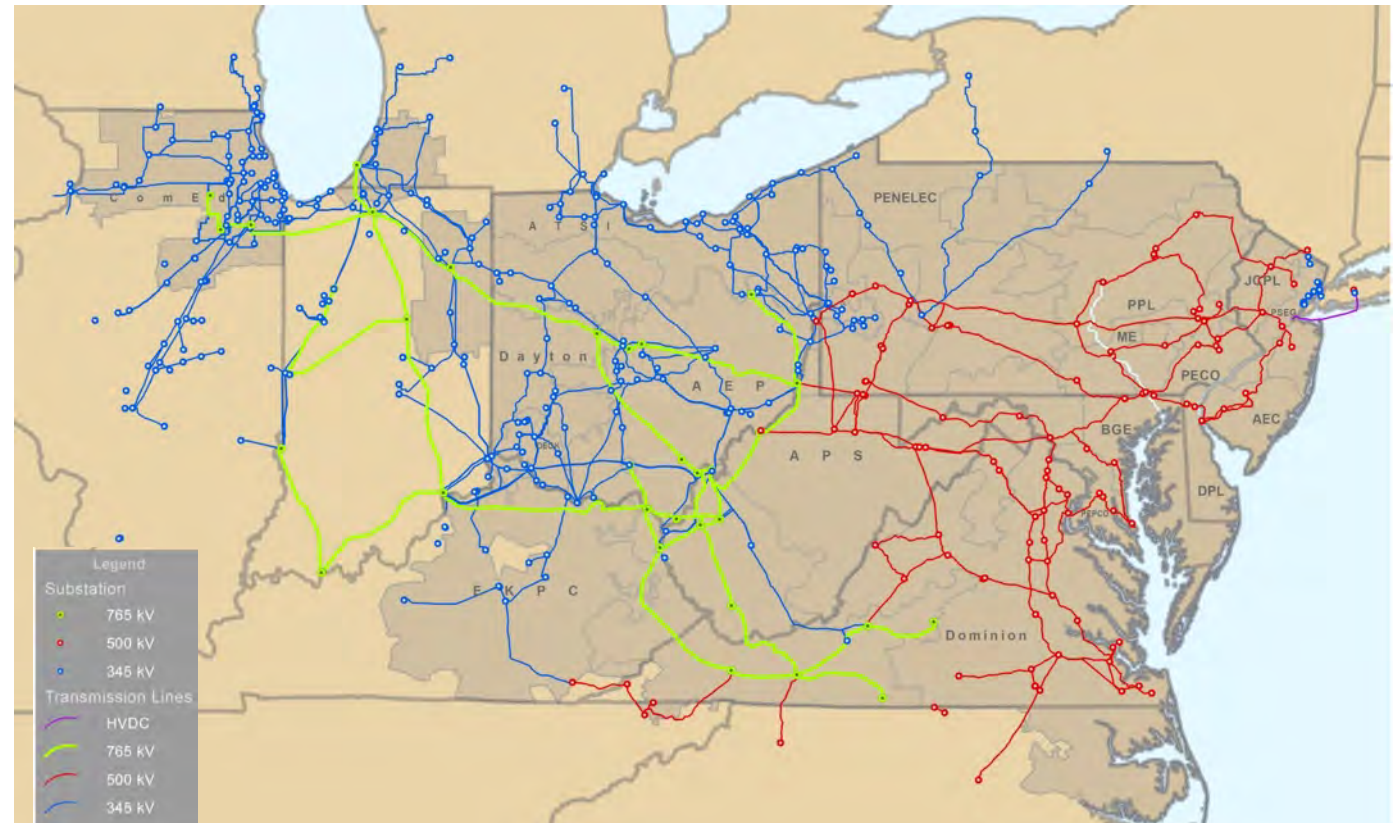 PENELEC
ComEd
ATSI
JCPL
PPL
PSEG
ME
Dayton
AEP
PECO
AEC
BGE
APS
DPL
PEPCO
EKPC
Dominion
Legend
Substation
765 kV
500 kV
345 kV
Transmission Lines
HVDC
765 kV
500 kV
345 kV